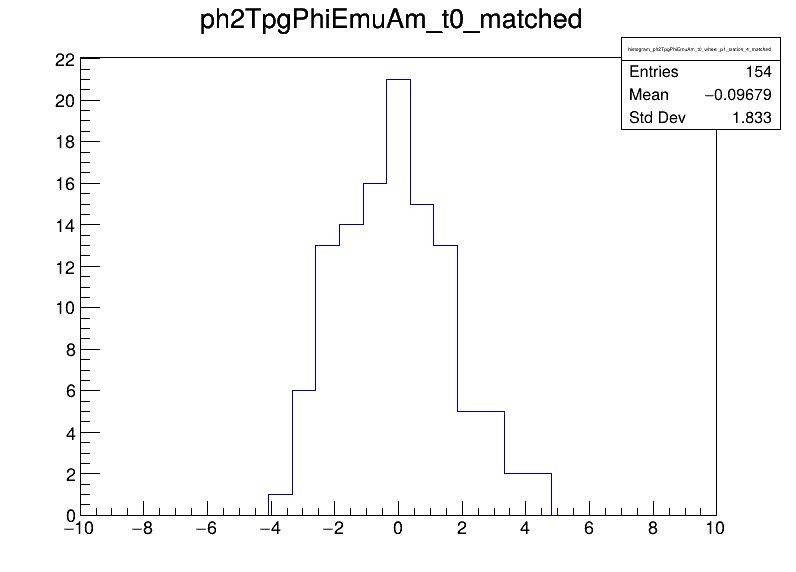 ph2TpgPhiEmuAm_t0_matched
histogram_ph2TpgPhiEmuAm_t0_wheel_p1_station_4_matched
Entries 154
Mean −0.09679
Std Dev 1.833
22
20
18
16
14
12
10
8
6
4
2
0
−10 −8 −6 −4 −2 0 2 4 6 8 10